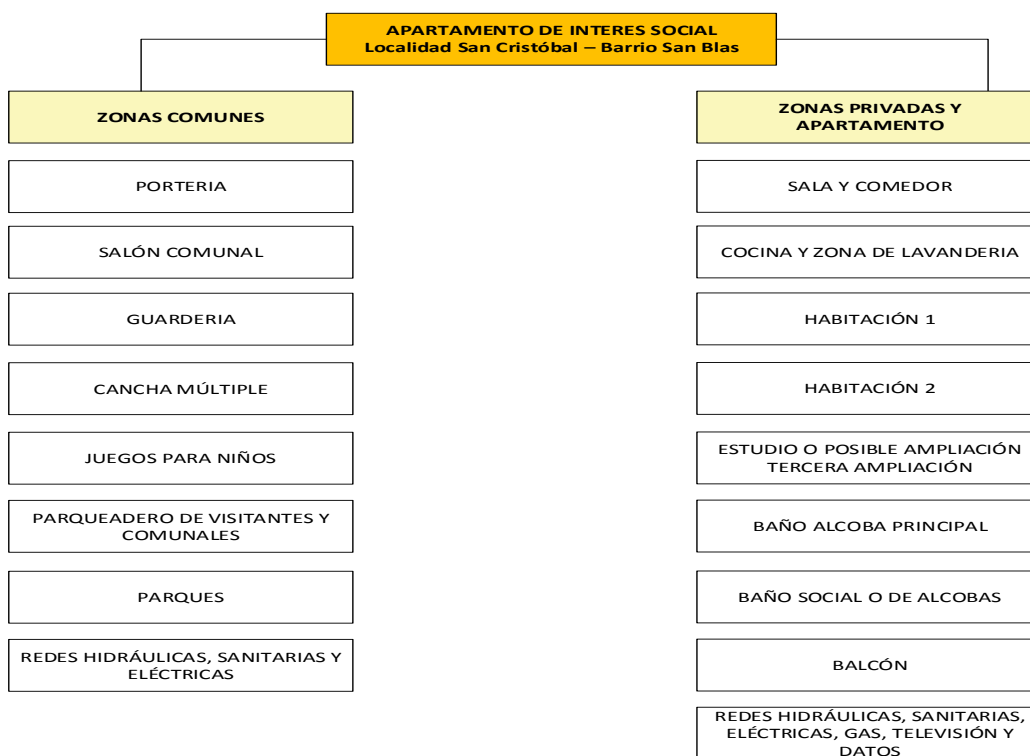 APARTAMENTO DE INTERES SOCIAL
Localidad San Cristóbal – Barrio San Blas
ZONAS COMUNES
PORTERIA
SALÓN COMUNAL
GUARDERIA
CANCHA MÚLTIPLE
JUEGOS PARA NIÑOS
PARQUEADERO DE VISITANTES Y
COMUNALES
PARQUES
REDES HIDRÁULICAS, SANITARIAS Y
ELÉCTRICAS
ZONAS PRIVADAS Y
APARTAMENTO
SALA Y COMEDOR
COCINA Y ZONA DE LAVANDERIA
HABITACIÓN 1
HABITACIÓN 2
ESTUDIO O POSIBLE AMPLIACIÓN
TERCERA AMPLIACIÓN
BAÑO ALCOBA PRINCIPAL
BAÑO SOCIAL O DE ALCOBAS
BALCÓN
REDES HIDRÁULICAS, SANITARIAS,
ELÉCTRICAS, GAS, TELEVISIÓN Y
DATOS